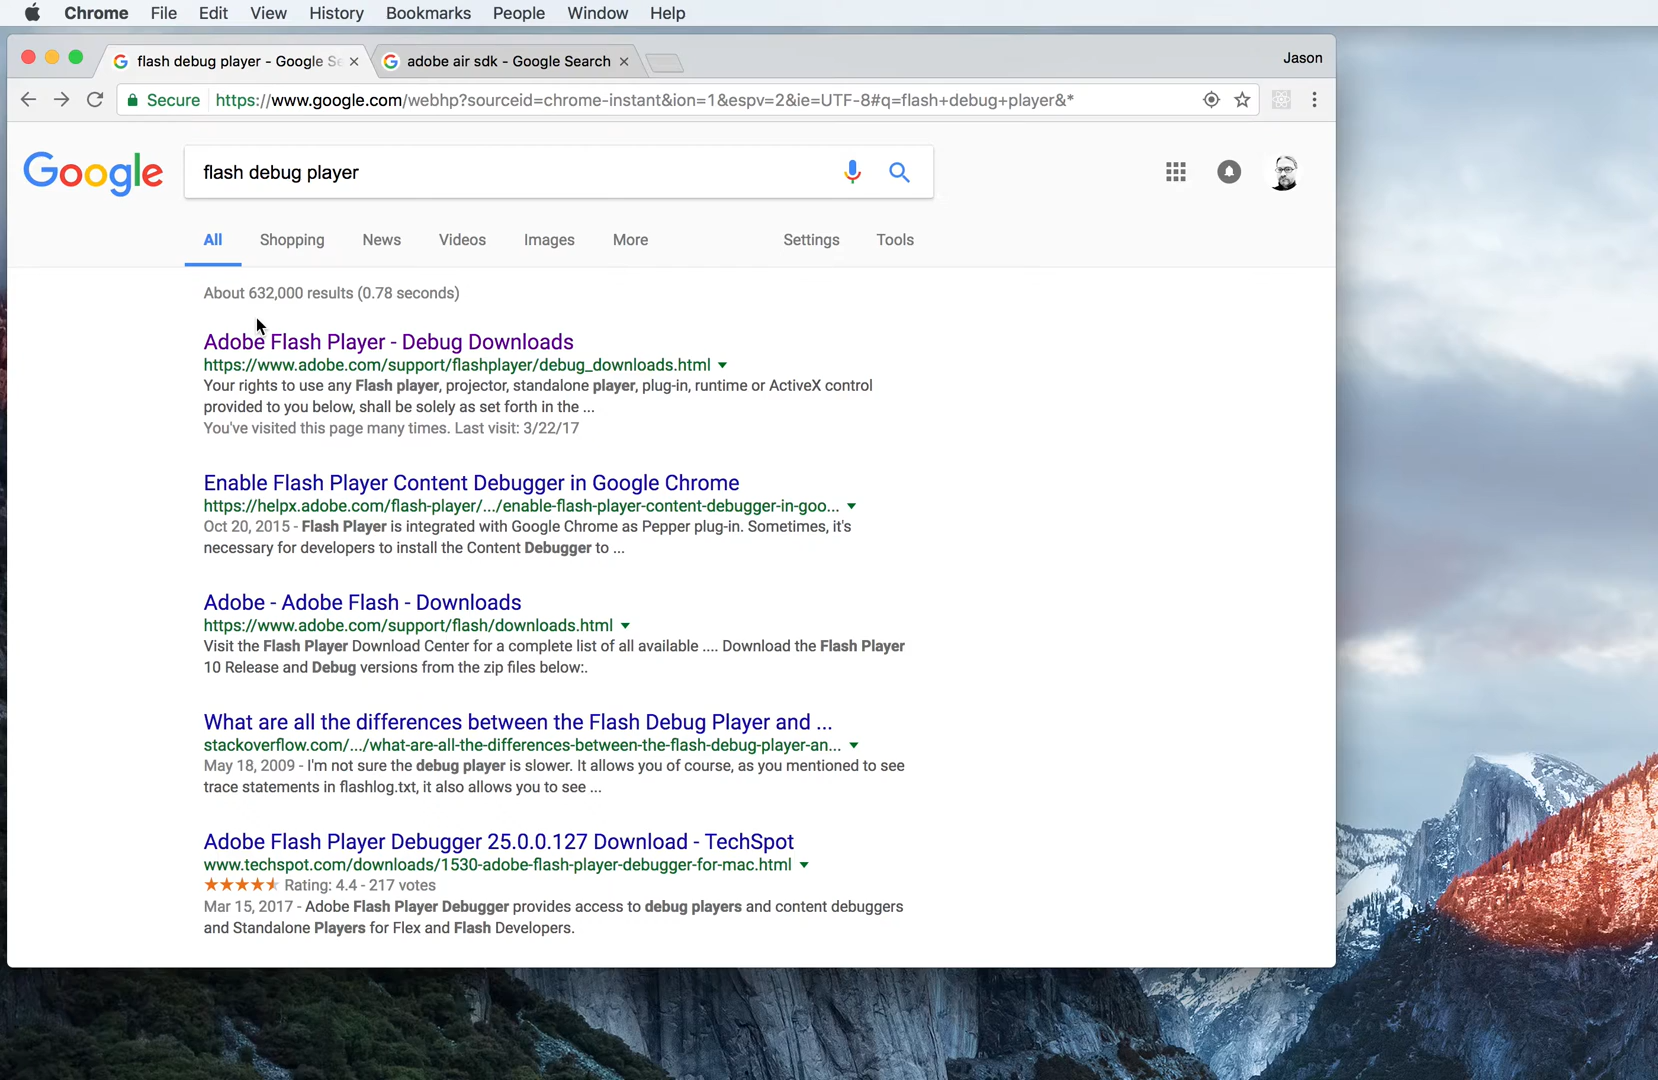 Chrome File Edit View History Bookmarks People Window Help
flash debug player - Google Se
adobe air sdk - Google Search
Jason
Secure https://www.google.com/webhp?sourceid=chrome-instant&ion=1&espv=2&ie=UTF-8#q=flash+debug+player&*
Google
flash debug player
All Shopping News Videos Images More Settings Tools
About 632,000 results (0.78 seconds)
Adobe Flash Player - Debug Downloads
https://www.adobe.com/support/flashplayer/debug_downloads.html
Your rights to use any Flash player, projector, standalone player, plug-in, runtime or ActiveX control
provided to you below, shall be solely as set forth in the ...
You've visited this page many times. Last visit: 3/22/17
Enable Flash Player Content Debugger in Google Chrome
https://helpx.adobe.com/flash-player/.../enable-flash-player-content-debugger-in-goo...
Oct 20, 2015 - Flash Player is integrated with Google Chrome as Pepper plug-in. Sometimes, it's
necessary for developers to install the Content Debugger to ...
Adobe - Adobe Flash - Downloads
https://www.adobe.com/support/flash/downloads.html
Visit the Flash Player Download Center for a complete list of all available .... Download the Flash Player
10 Release and Debug versions from the zip files below:.
What are all the differences between the Flash Debug Player and ...
stackoverflow.com/.../what-are-all-the-differences-between-the-flash-debug-player-an...
May 18, 2009 - I'm not sure the debug player is slower. It allows you of course, as you mentioned to see
trace statements in flashlog.txt, it also allows you to see ...
Adobe Flash Player Debugger 25.0.0.127 Download - TechSpot
www.techspot.com/downloads/1530-adobe-flash-player-debugger-for-mac.html
Rating: 4.4 - 217 votes
Mar 15, 2017 - Adobe Flash Player Debugger provides access to debug players and content debuggers
and Standalone Players for Flex and Flash Developers.